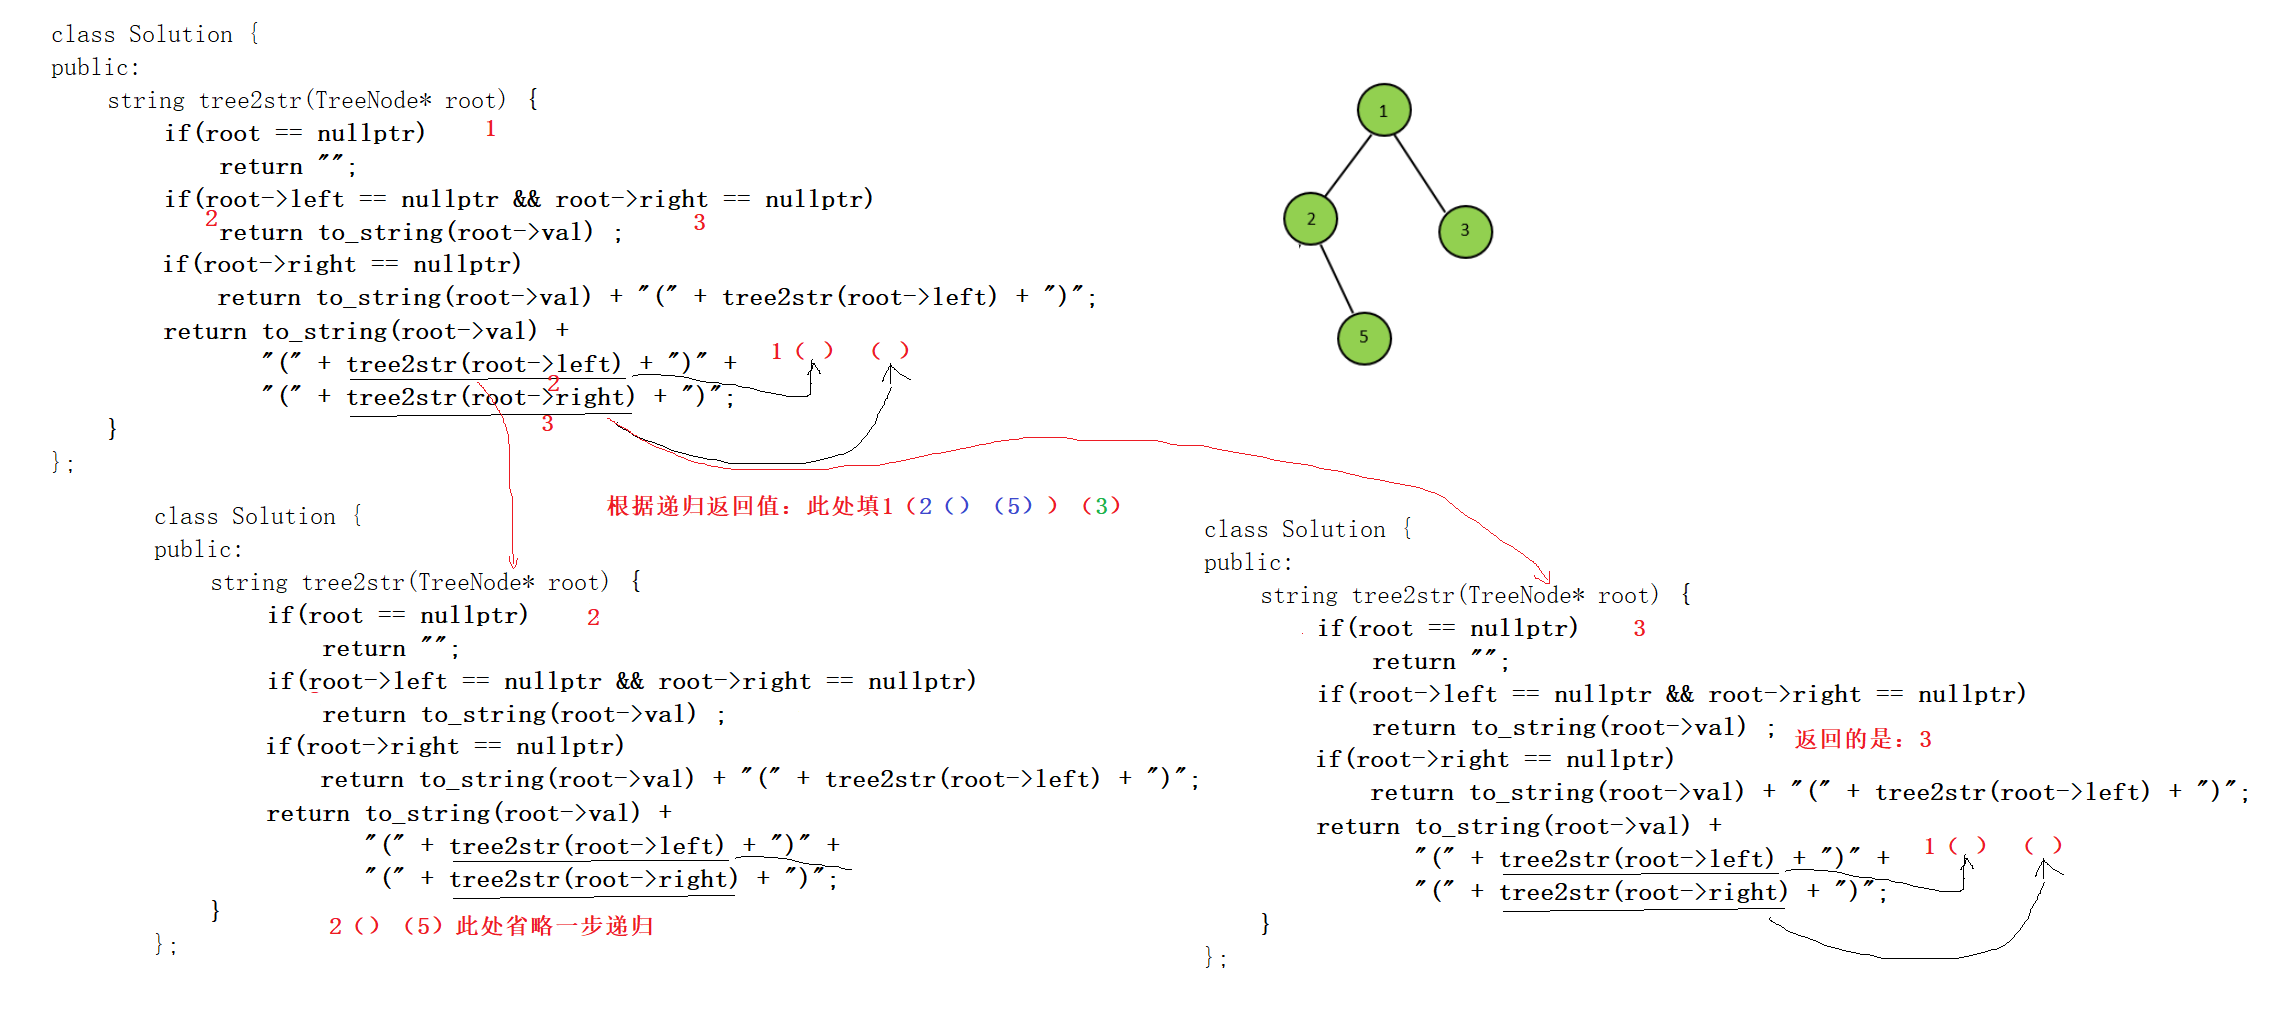 class Solution {
public:
string tree2str(TreeNode* root) {
if(root == nullptr) 1
return "";
if(root->left == nullptr && root->right == nullptr)
2 3
return to_string(root->val) ;
if(root->right == nullptr)
return to_string(root->val) + "(" + tree2str(root->left) + ")";
return to_string(root->val) +
"(" + tree2str(root->left) + ")" + 1( ) ( )
2
"(" + tree2str(root->right) + ")";
3
}
};
1
2
3
5
根据递归返回值：此处填1（2（）（5））（3）
class Solution {
public:
string tree2str(TreeNode* root) {
if(root == nullptr) 2
return "";
if(root->left == nullptr && root->right == nullptr)
return to_string(root->val) ;
if(root->right == nullptr)
return to_string(root->val) + "(" + tree2str(root->left) + ")";
return to_string(root->val) +
"(" + tree2str(root->left) + ")" +
"(" + tree2str(root->right) + ")";
}
2（）（5）此处省略一步递归
};
class Solution {
public:
string tree2str(TreeNode* root) {
if(root == nullptr) 3
return "";
if(root->left == nullptr && root->right == nullptr)
return to_string(root->val) ;
返回的是：3
if(root->right == nullptr)
return to_string(root->val) + "(" + tree2str(root->left) + ")";
return to_string(root->val) +
"(" + tree2str(root->left) + ")" + 1( ) ( )
"(" + tree2str(root->right) + ")";
}
};